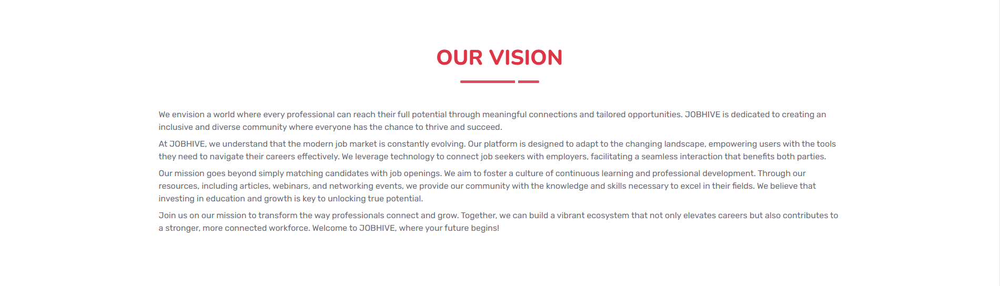 OUR VISION
We envision a world where every professional can reach their full potential through meaningful connections and tailored opportunities. JOBHIVE is dedicated to creating an
inclusive and diverse community where everyone has the chance to thrive and succeed.
At JOBHIVE, we understand that the modern job market is constantly evolving. Our platform is designed to adapt to the changing landscape, empowering users with the tools
they need to navigate their careers effectively. We leverage technology to connect job seekers with employers, facilitating a seamless interaction that benefits both parties.
Our mission goes beyond simply matching candidates with job openings. We aim to foster a culture of continuous learning and professional development. Through our
resources, including articles, webinars, and networking events, we provide our community with the knowledge and skills necessary to excel in their fields. We believe that
investing in education and growth is key to unlocking true potential.
Join us on our mission to transform the way professionals connect and grow. Together, we can build a vibrant ecosystem that not only elevates careers but also contributes to
a stronger, more connected workforce. Welcome to JOBHIVE, where your future begins!